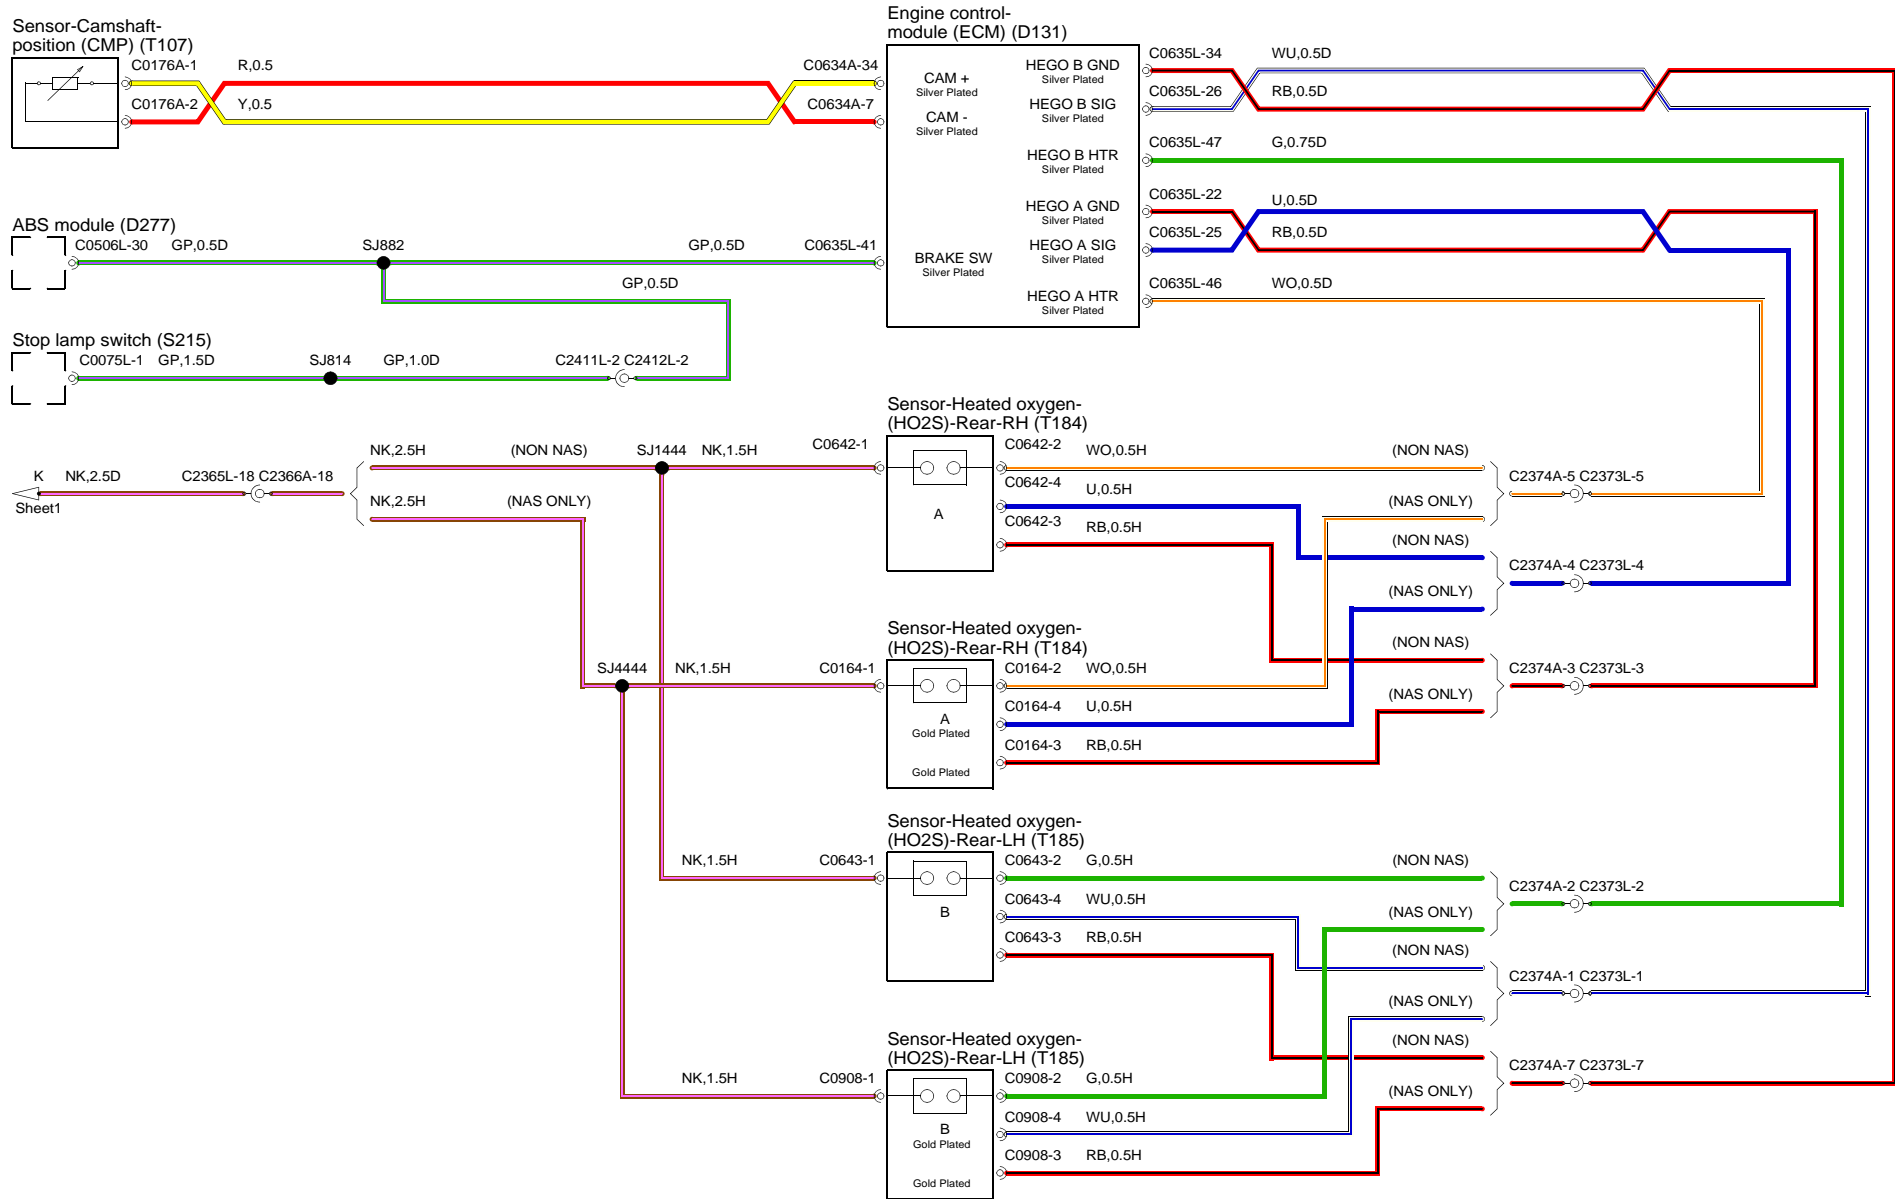 Sensor-Camshaft-
position (CMP) (T107)
C0176A-1
R,0.5
C0634A-34
C0176A-2
Y,0.5
C0634A-7
Engine control-
module (ECM) (D131)
CAM +
Silver Plated
CAM -
Silver Plated
BRAKE SW
Silver Plated
HEGO B GND
Silver Plated
HEGO B SIG
Silver Plated
HEGO B HTR
Silver Plated
HEGO A GND
Silver Plated
HEGO A SIG
Silver Plated
HEGO A HTR
Silver Plated
C0635L-34
WU,0.5D
C0635L-26
RB,0.5D
C0635L-47
G,0.75D
C0635L-22
U,0.5D
C0635L-25
RB,0.5D
C0635L-46
WO,0.5D
ABS module (D277)
C0506L-30
GP,0.5D
SJ882
GP,0.5D
C0635L-41
GP,0.5D
Stop lamp switch (S215)
C0075L-1
GP,1.5D
SJ814
GP,1.0D
C2411L-2 C2412L-2
K
NK,2.5D
C2365L-18 C2366A-18
Sheet1
NK,2.5H
(NON NAS)
SJ1444
NK,1.5H
C0642-1
NK,2.5H
(NAS ONLY)
Sensor-Heated oxygen-
(HO2S)-Rear-RH (T184)
A
C0642-2
WO,0.5H
(NON NAS)
C0642-4
U,0.5H
(NAS ONLY)
C2374A-5 C2373L-5
C0642-3
RB,0.5H
(NON NAS)
(NAS ONLY)
C2374A-4 C2373L-4
Sensor-Heated oxygen-
(HO2S)-Rear-RH (T184)
SJ4444
NK,1.5H
C0164-1
A
Gold Plated
Gold Plated
C0164-2
WO,0.5H
C0164-4
U,0.5H
C0164-3
RB,0.5H
(NON NAS)
(NAS ONLY)
C2374A-3 C2373L-3
Sensor-Heated oxygen-
(HO2S)-Rear-LH (T185)
NK,1.5H
C0643-1
B
C0643-2
G,0.5H
(NON NAS)
C0643-4
WU,0.5H
(NAS ONLY)
C2374A-2 C2373L-2
C0643-3
RB,0.5H
(NON NAS)
(NAS ONLY)
C2374A-1 C2373L-1
Sensor-Heated oxygen-
(HO2S)-Rear-LH (T185)
NK,1.5H
C0908-1
B
Gold Plated
Gold Plated
C0908-2
G,0.5H
C0908-4
WU,0.5H
C0908-3
RB,0.5H
(NON NAS)
(NAS ONLY)
C2374A-7 C2373L-7